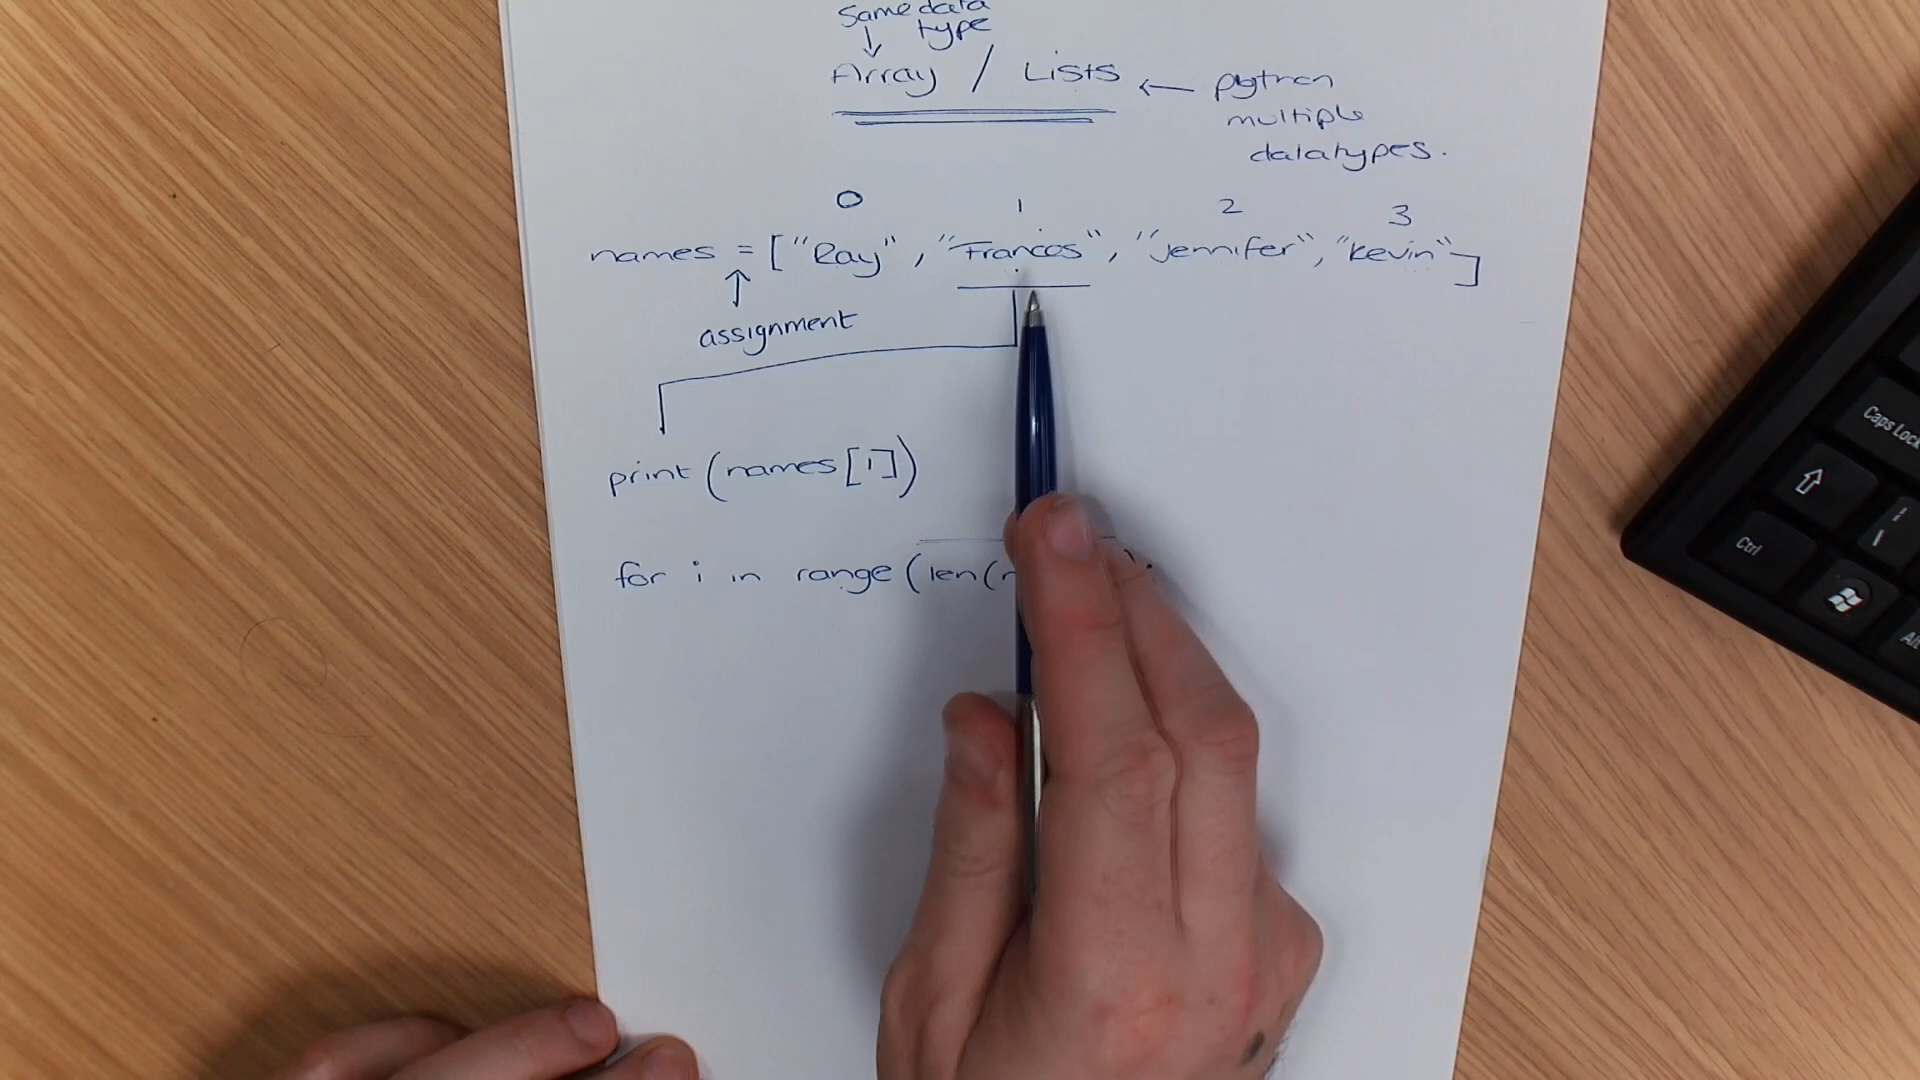 Same data
type
↓
Array / Lists ← python
multiple
datatypes.
0 1 2 3
names = ["Ray", "Frances", "Jennifer", "Kevin"]
↑
assignment
print (names[1])
for i in range (len(
Caps Lock
Ctrl